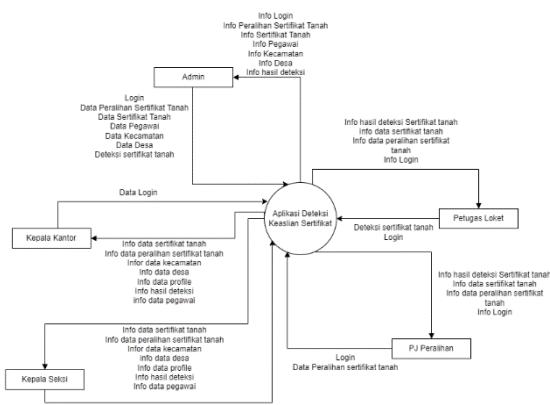 Info Login
Info Peralihan Sertifikat Tanah
Info Sertifikat Tanah
Info Pegawai
Info Kecamatan
Info Desa
Info hasil deteksi
Admin
Login
Data Peralihan Sertifikat Tanah
Data Sertifikat Tanah
Data Pegawai
Data Kecamatan
Data Desa
Deteksi sertifikat tanah
Info hasil deteksi Sertifikat tanah
Info data sertifikat tanah
Info data peralihan sertifikat
tanah
Info Login
Data Login
Aplikasi Deteksi
Keaslian Sertifikat
Petugas Loket
Deteksi sertifikat tanah
Login
Kepala Kantor
Info data sertifikat tanah
Info data peralihan sertifikat tanah
Infor data kecamatan
Info data desa
Info data profile
Info hasil deteksi
info data pegawai
Info hasil deteksi Sertifikat tanah
Info data sertifikat tanah
Info data peralihan sertifikat
tanah
Info Login
Info data sertifikat tanah
Info data peralihan sertifikat tanah
Infor data kecamatan
Info data desa
Info data profile
Info hasil deteksi
info data pegawai
PJ Peralihan
Login
Data Peralihan sertifikat tanah
Kepala Seksi